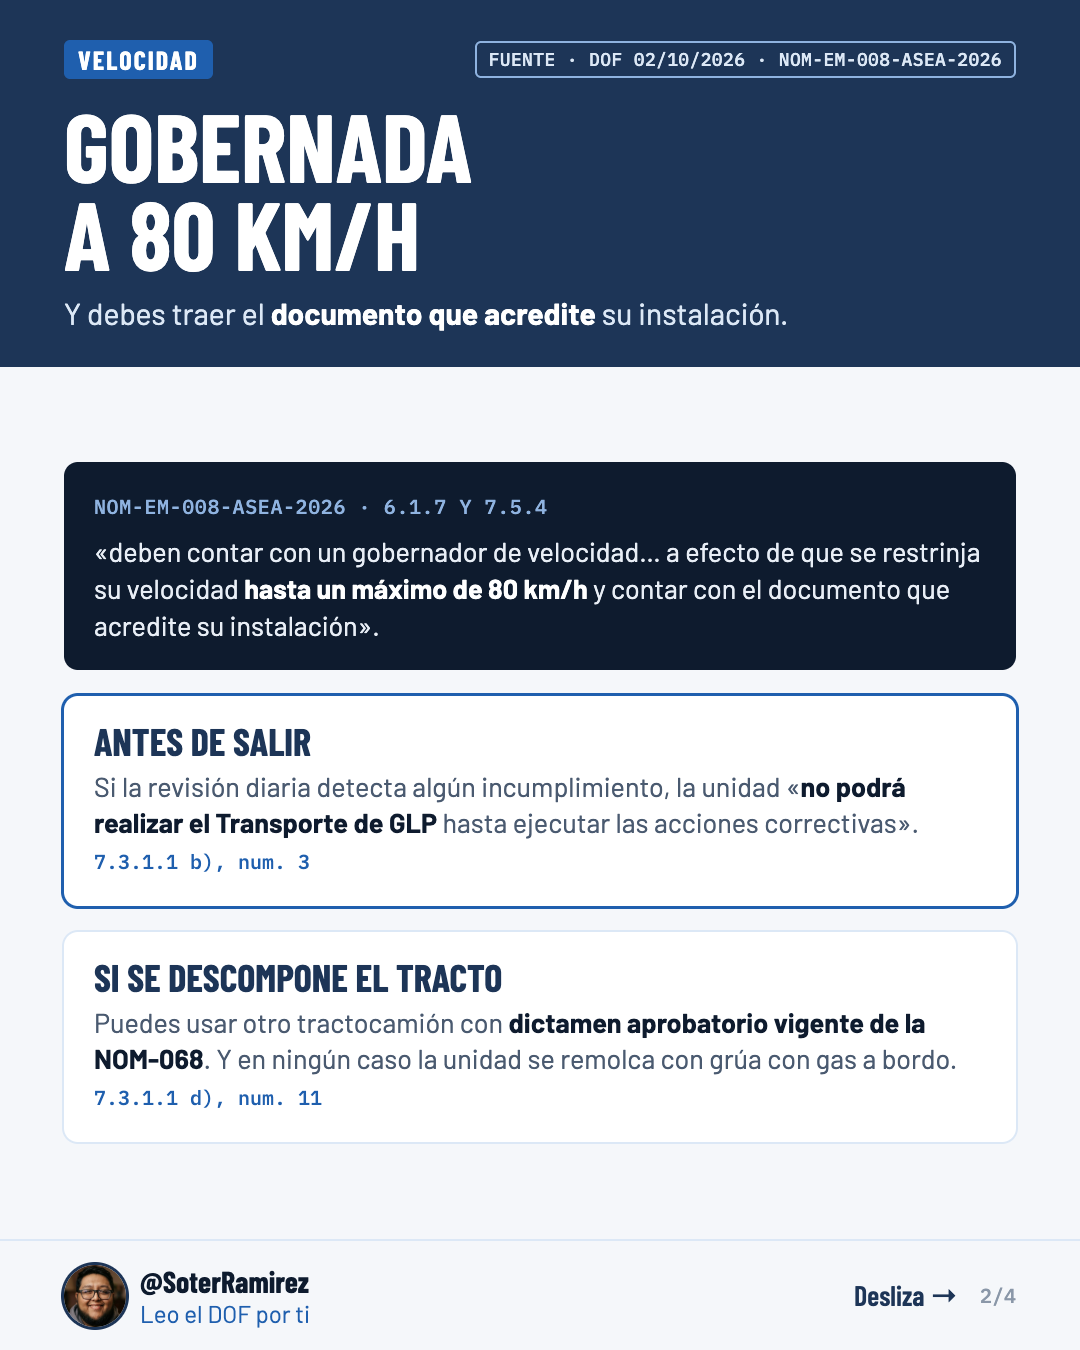 VELOCIDAD
FUENTE · DOF 02/10/2026 · NOM-EM-008-ASEA-2026
GOBERNADA
A 80 KM/H
Y debes traer el documento que acredite su instalación.
NOM-EM-008-ASEA-2026 · 6.1.7 Y 7.5.4
«deben contar con un gobernador de velocidad... a efecto de que se restrinja
su velocidad hasta un máximo de 80 km/h y contar con el documento que
acredite su instalación».
ANTES DE SALIR
Si la revisión diaria detecta algún incumplimiento, la unidad «no podrá
realizar el Transporte de GLP hasta ejecutar las acciones correctivas».
7.3.1.1 b), num. 3
SI SE DESCOMPONE EL TRACTO
Puedes usar otro tractocamión con dictamen aprobatorio vigente de la
NOM-068. Y en ningún caso la unidad se remolca con grúa con gas a bordo.
7.3.1.1 d), num. 11
@SoterRamirez
Leo el DOF por ti
Desliza → 2/4